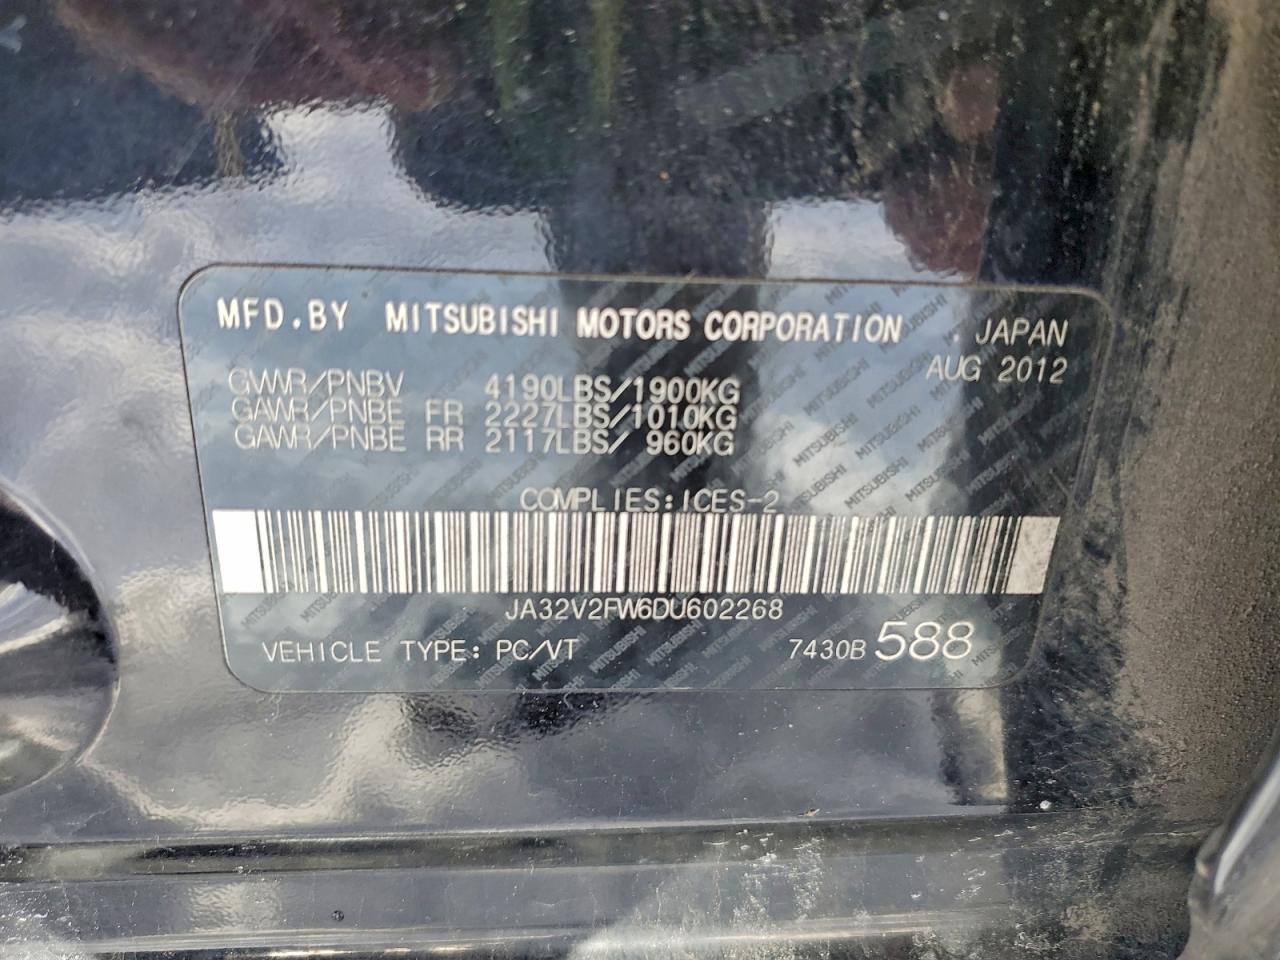 MFD.BY MITSUBISHI MOTORS CORPORATION , JAPAN
AUG 2012
GVWR/PNBV 4190LBS/1900KG
GAWR/PNBE FR 2227LBS/1010KG
GAWR/PNBE RR 2117LBS/ 960KG
COMPLIES:ICES-2
JA32V2FW6DU602268
VEHICLE TYPE: PC/VT 7430B 588